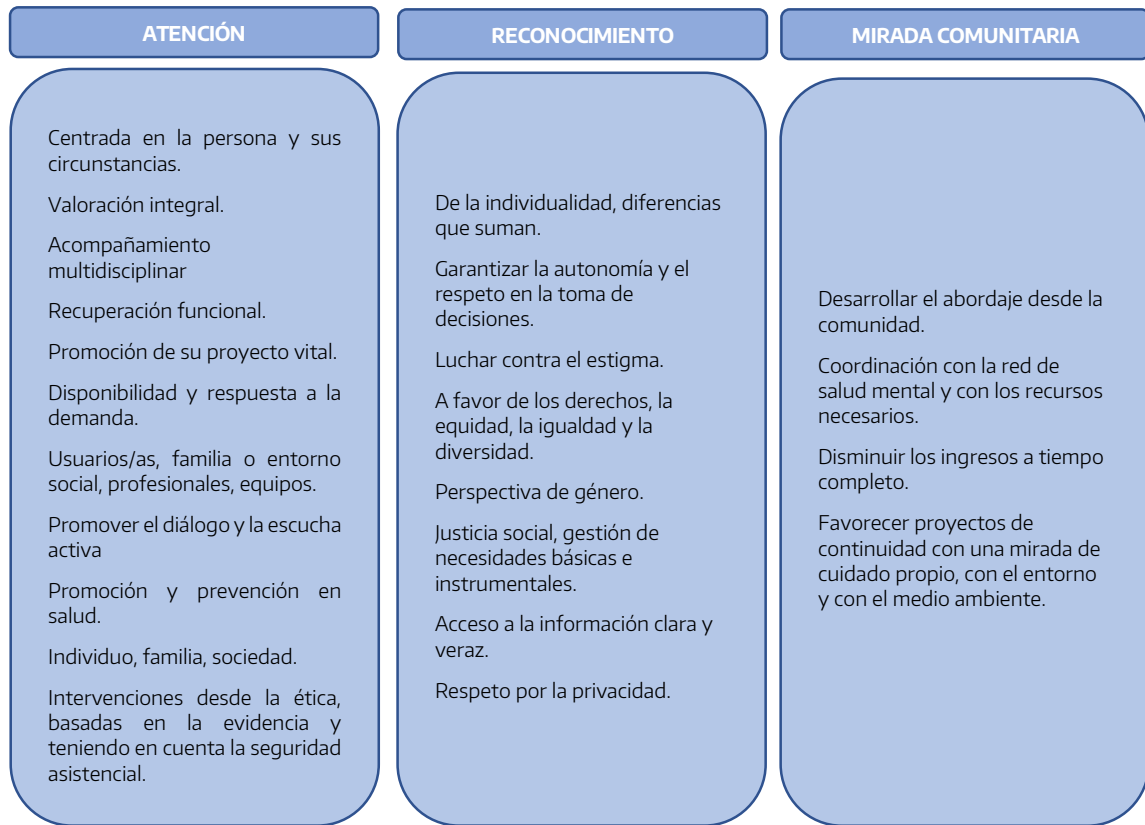 ATENCIÓN
Centrada en la persona y sus
circunstancias.
Valoración integral.
Acompañamiento
multidisciplinar
Recuperación funcional.
Promoción de su proyecto vital.
Disponibilidad y respuesta a la
demanda.
Usuarios/as, familia o entorno
social, profesionales, equipos.
Promover el diálogo y la escucha
activa
Promoción y prevención en
salud.
Individuo, familia, sociedad.
Intervenciones desde la ética,
basadas en la evidencia y
teniendo en cuenta la seguridad
asistencial.
RECONOCIMIENTO
De la individualidad, diferencias
que suman.
Garantizar la autonomía y el
respeto en la toma de
decisiones.
Luchar contra el estigma.
A favor de los derechos, la
equidad, la igualdad y la
diversidad.
Perspectiva de género.
Justicia social, gestión de
necesidades básicas e
instrumentales.
Acceso a la información clara y
veraz.
Respeto por la privacidad.
MIRADA COMUNITARIA
Desarrollar el abordaje desde la
comunidad.
Coordinación con la red de
salud mental y con los recursos
necesarios.
Disminuir los ingresos a tiempo
completo.
Favorecer proyectos de
continuidad con una mirada de
cuidado propio, con el entorno
y con el medio ambiente.